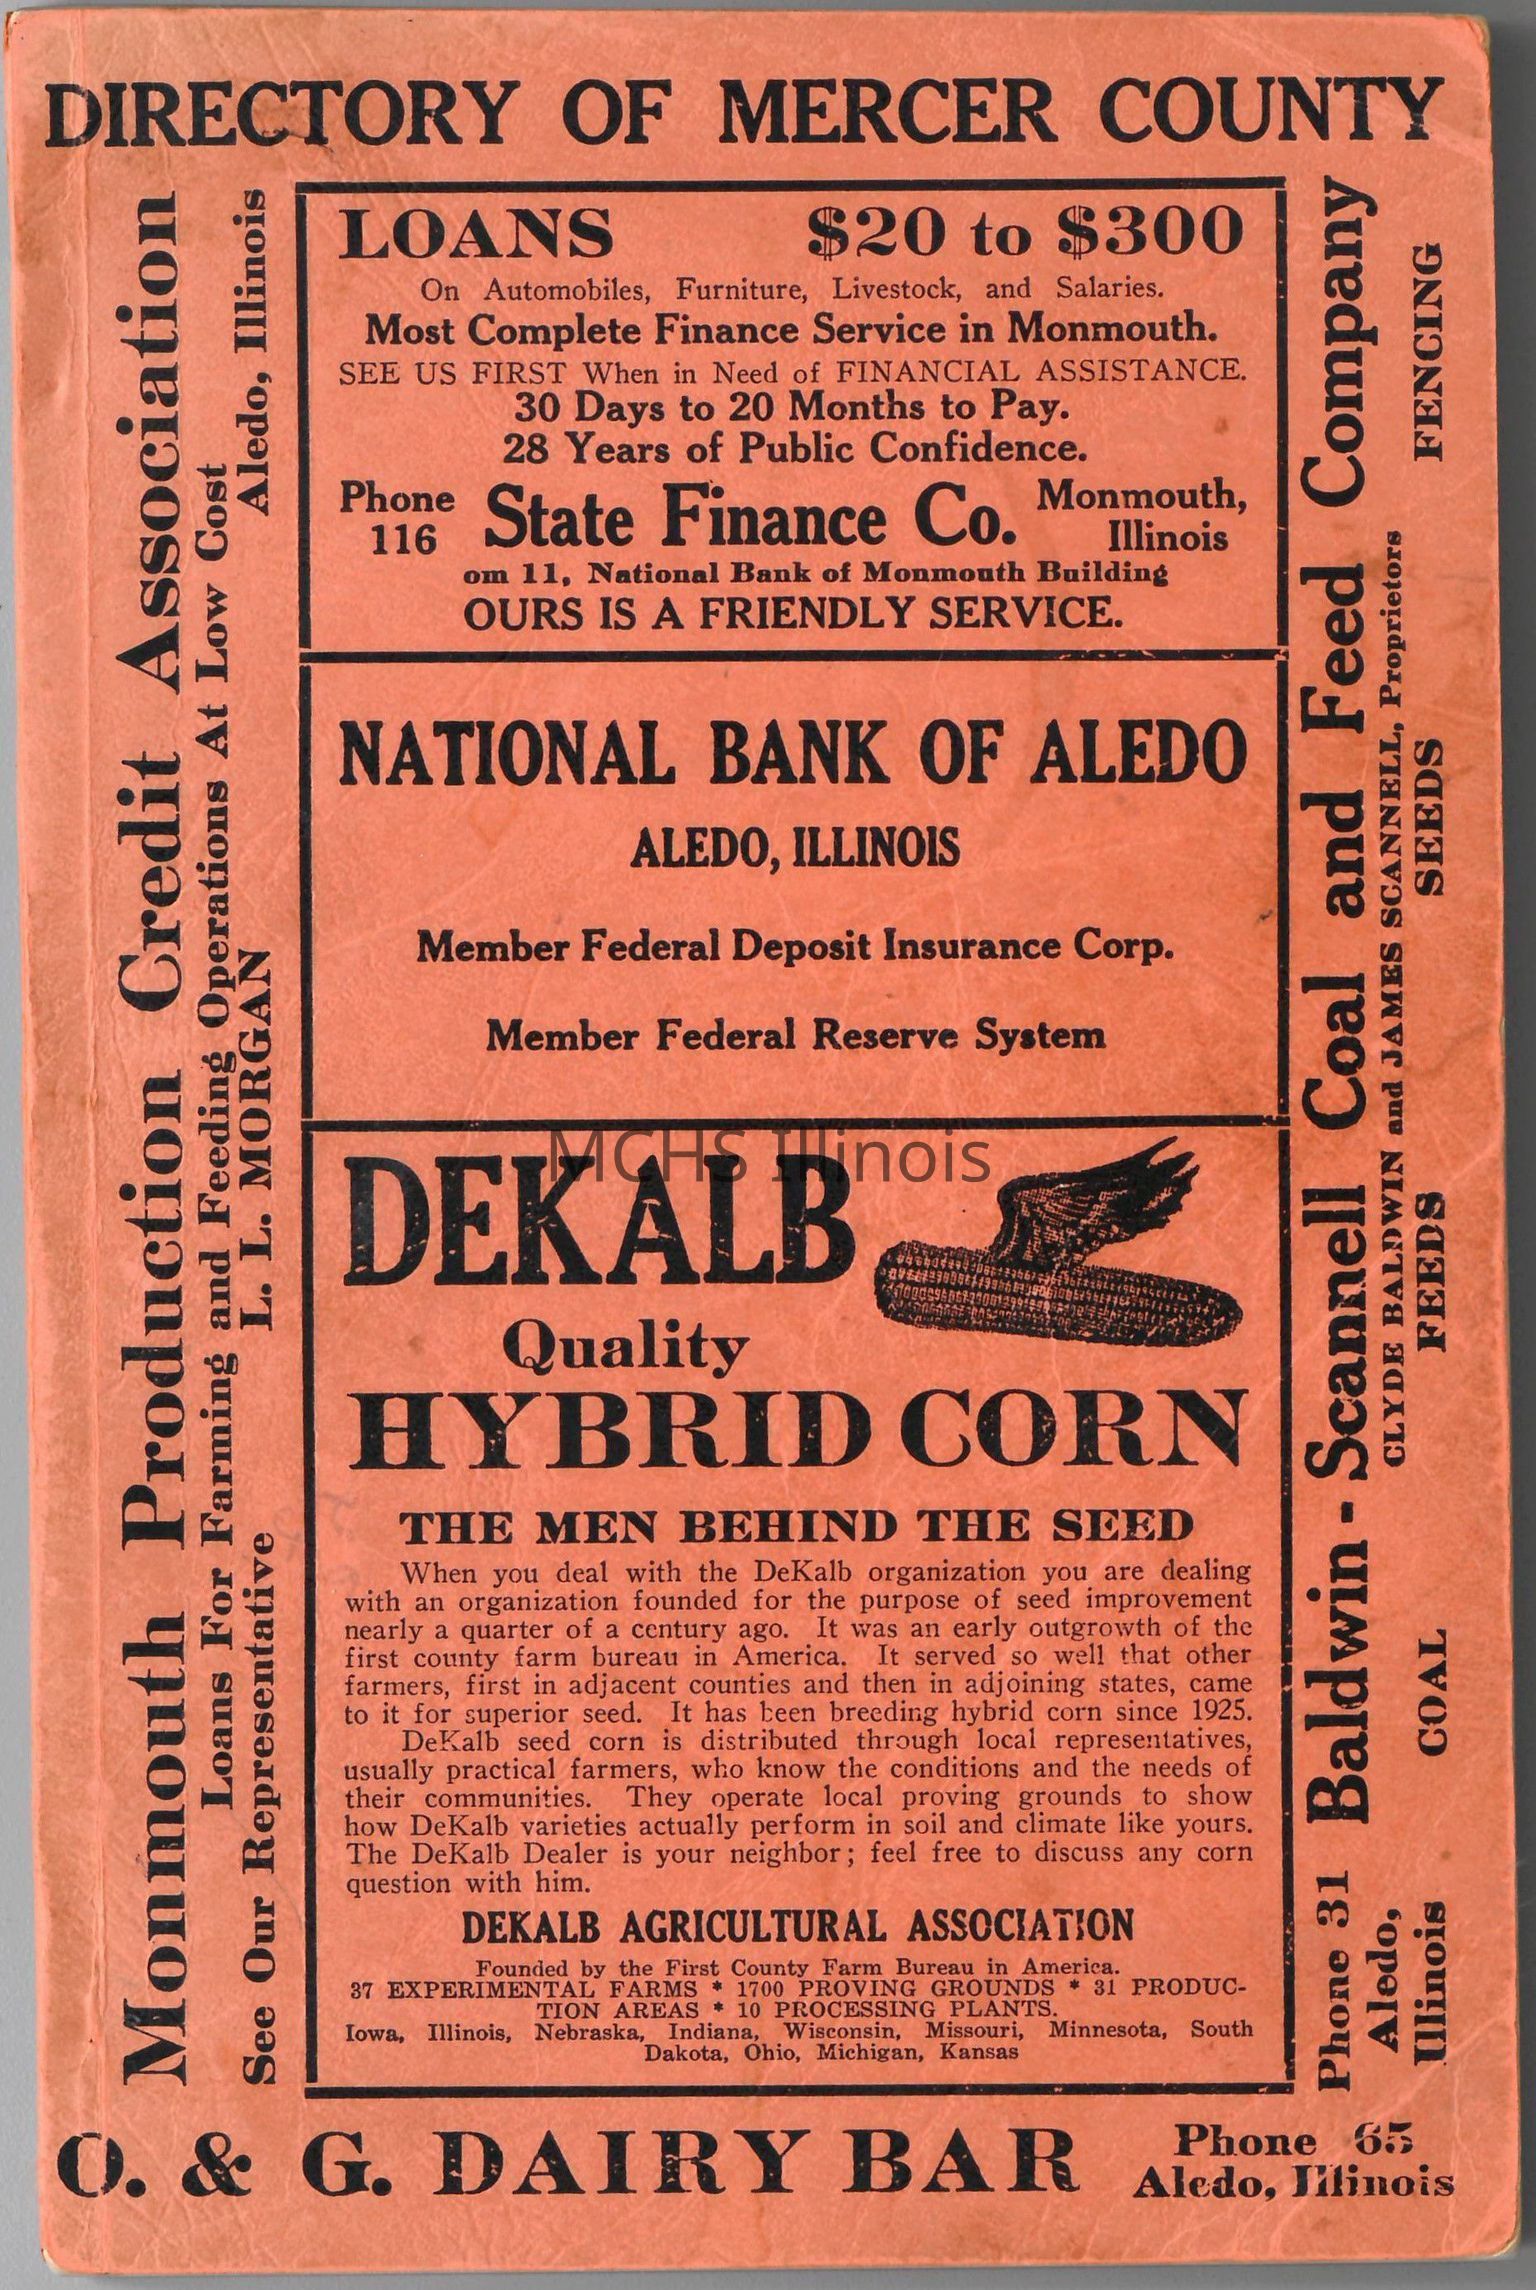 DIRECTORY OF MERCER COUNTY
Monmouth Production Credit Association
Loans For Farming and Feeding Operations At Low Cost
See Our Representative L. L. MORGAN Aledo, Illinois
LOANS $20 to $300
On Automobiles, Furniture, Livestock, and Salaries.
Most Complete Finance Service in Monmouth.
SEE US FIRST When in Need of FINANCIAL ASSISTANCE.
30 Days to 20 Months to Pay.
28 Years of Public Confidence.
Phone 116
State Finance Co.
Monmouth, Illinois
om 11, National Bank of Monmouth Building
OURS IS A FRIENDLY SERVICE.
NATIONAL BANK OF ALEDO
ALEDO, ILLINOIS
Member Federal Deposit Insurance Corp.
Member Federal Reserve System
MCHS Illinois
DEKALB
Quality
HYBRID CORN
THE MEN BEHIND THE SEED
When you deal with the DeKalb organization you are dealing
with an organization founded for the purpose of seed improvement
nearly a quarter of a century ago. It was an early outgrowth of the
first county farm bureau in America. It served so well that other
farmers, first in adjacent counties and then in adjoining states, came
to it for superior seed. It has been breeding hybrid corn since 1925.
DeKalb seed corn is distributed through local representatives,
usually practical farmers, who know the conditions and the needs of
their communities. They operate local proving grounds to show
how DeKalb varieties actually perform in soil and climate like yours.
The DeKalb Dealer is your neighbor; feel free to discuss any corn
question with him.
DEKALB AGRICULTURAL ASSOCIATION
Founded by the First County Farm Bureau in America.
37 EXPERIMENTAL FARMS * 1700 PROVING GROUNDS * 31 PRODUC-
TION AREAS * 10 PROCESSING PLANTS.
Iowa, Illinois, Nebraska, Indiana, Wisconsin, Missouri, Minnesota, South
Dakota, Ohio, Michigan, Kansas
Phone 31 Baldwin-Scannell Coal and Feed Company
Aledo, CLYDE BALDWIN and JAMES SCANNELL, Proprietors
Illinois COAL FEEDS SEEDS FENCING
O. & G. DAIRY BAR
Phone 65
Aledo, Illinois